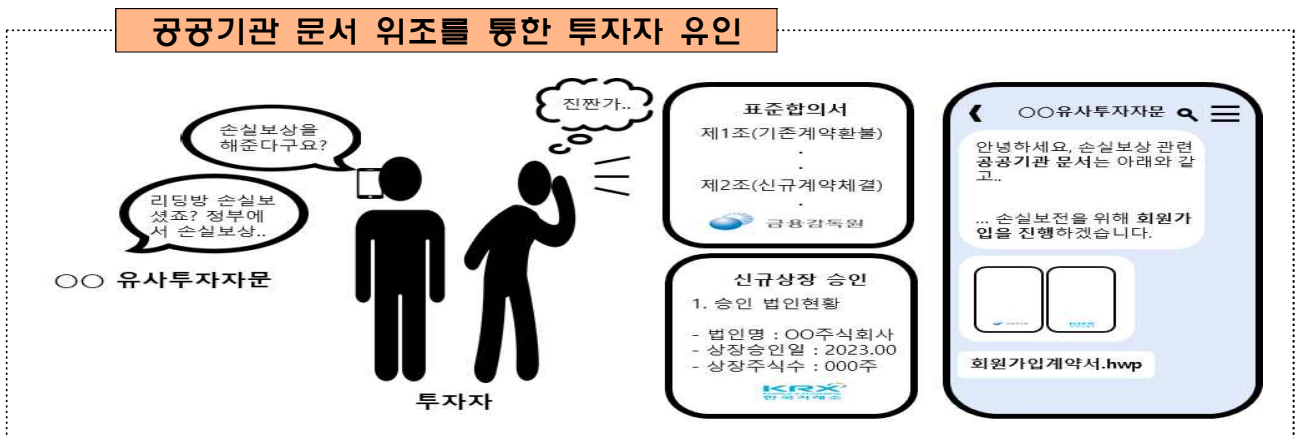 공공기관 문서 위조를 통한 투자자 유인
진짠가..
손실보상을
해준다구요?
리딩방 손실보
셨죠? 정부에
서 손실보상..
○○ 유사투자자문
투자자
표준합의서
제1조(기존계약환불)
.
.
제2조(신규계약체결)
.
금융감독원
신규상장 승인
1. 승인 법인현황
- 법인명 : OO주식회사
- 상장승인일 : 2023.00
- 상장주식수 : 000주
KRX
한국거래소
○○유사투자자문
안녕하세요, 손실보상 관련
공공기관 문서는 아래와 같
고..
... 손실보전을 위해 회원가
입을 진행하겠습니다.
KRX
회원가입계약서.hwp